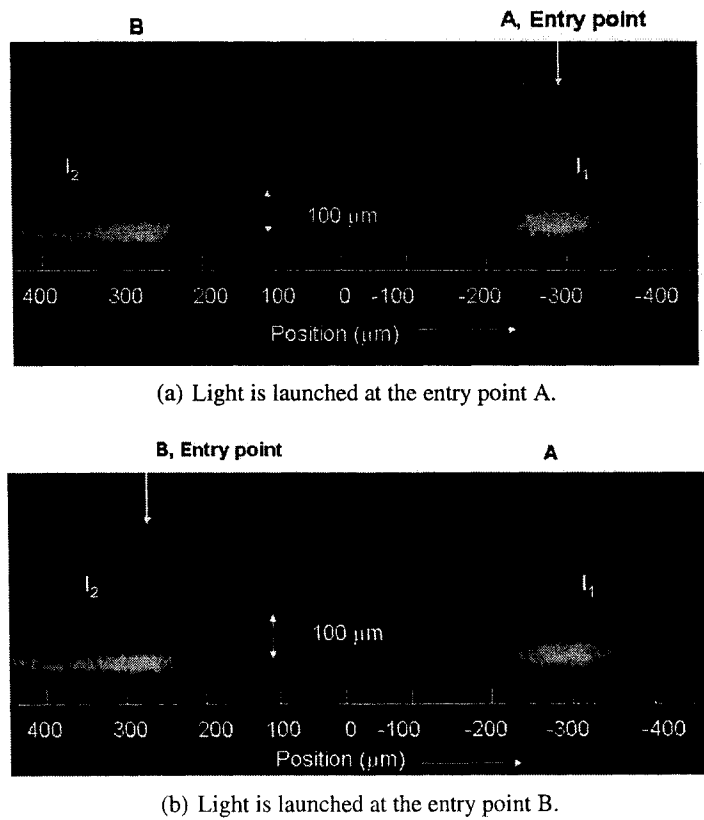 B A, Entry point
I₂ I₁
100 μm
400 300 200 100 0 -100 -200 -300 -400
Position (μm)
(a) Light is launched at the entry point A.
B, Entry point A
I₂ I₁
100 μm
400 300 200 100 0 -100 -200 -300 -400
Position (μm)
(b) Light is launched at the entry point B.